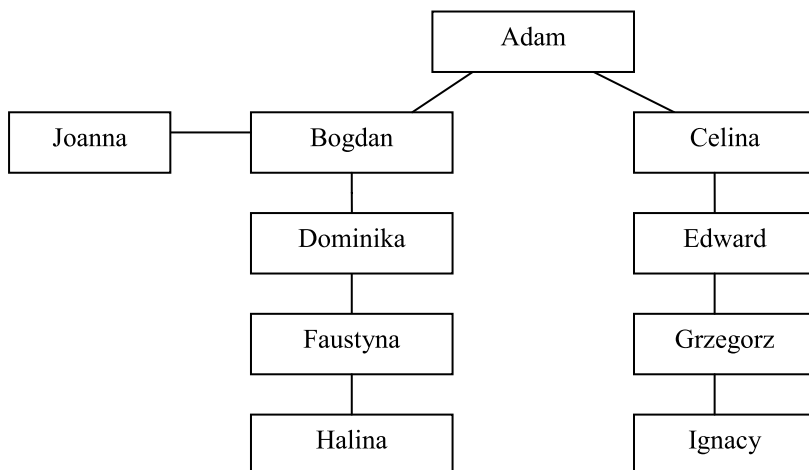 Adam
Joanna
Bogdan
Celina
Dominika
Edward
Faustyna
Grzegorz
Halina
Ignacy